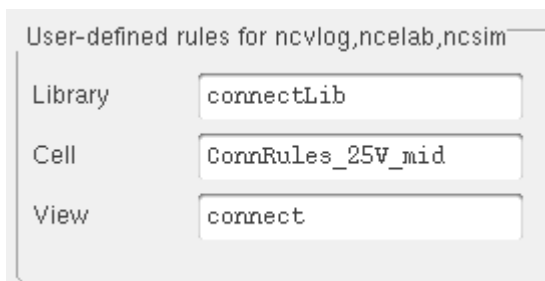 User-defined rules for ncvlog,ncelab,ncsim
Library connectLib
Cell ConnRules_25V_mid
View connect